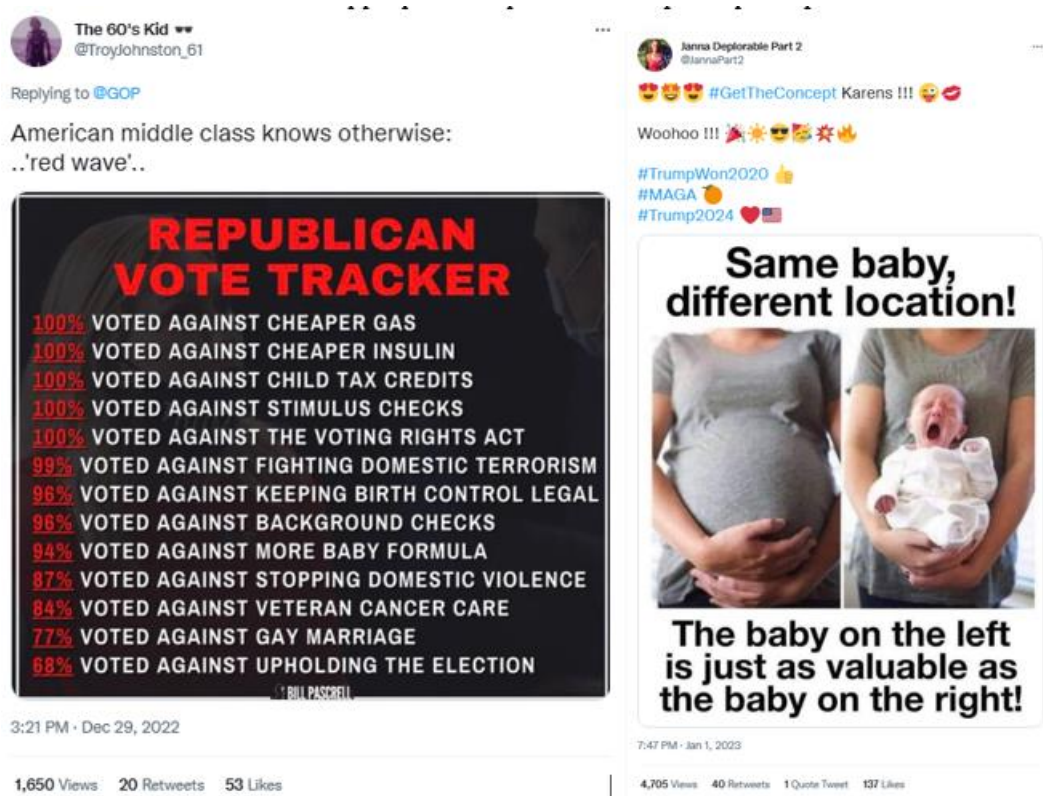 The 60's Kid 🕶️
@TroyJohnston_61
Replying to @GOP
American middle class knows otherwise:
..'red wave'..
REPUBLICAN
VOTE TRACKER
100% VOTED AGAINST CHEAPER GAS
100% VOTED AGAINST CHEAPER INSULIN
100% VOTED AGAINST CHILD TAX CREDITS
100% VOTED AGAINST STIMULUS CHECKS
100% VOTED AGAINST THE VOTING RIGHTS ACT
99% VOTED AGAINST FIGHTING DOMESTIC TERRORISM
96% VOTED AGAINST KEEPING BIRTH CONTROL LEGAL
96% VOTED AGAINST BACKGROUND CHECKS
94% VOTED AGAINST MORE BABY FORMULA
87% VOTED AGAINST STOPPING DOMESTIC VIOLENCE
84% VOTED AGAINST VETERAN CANCER CARE
77% VOTED AGAINST GAY MARRIAGE
68% VOTED AGAINST UPHOLDING THE ELECTION
BILL PASCRELL
3:21 PM · Dec 29, 2022
1,650 Views 20 Retweets 53 Likes
Janna Deplorable Part 2
@JannaPart2
😍🤩😍 #GetTheConcept Karens !!! 😜💋
Woohoo !!! 🎉☀️😎🥳💥🔥
#TrumpWon2020 👍
#MAGA 🍊
#Trump2024 ❤️🇺🇸
Same baby,
different location!
The baby on the left
is just as valuable as
the baby on the right!
7:47 PM · Jan 1, 2023
4,705 Views 40 Retweets 1 Quote Tweet 137 Likes